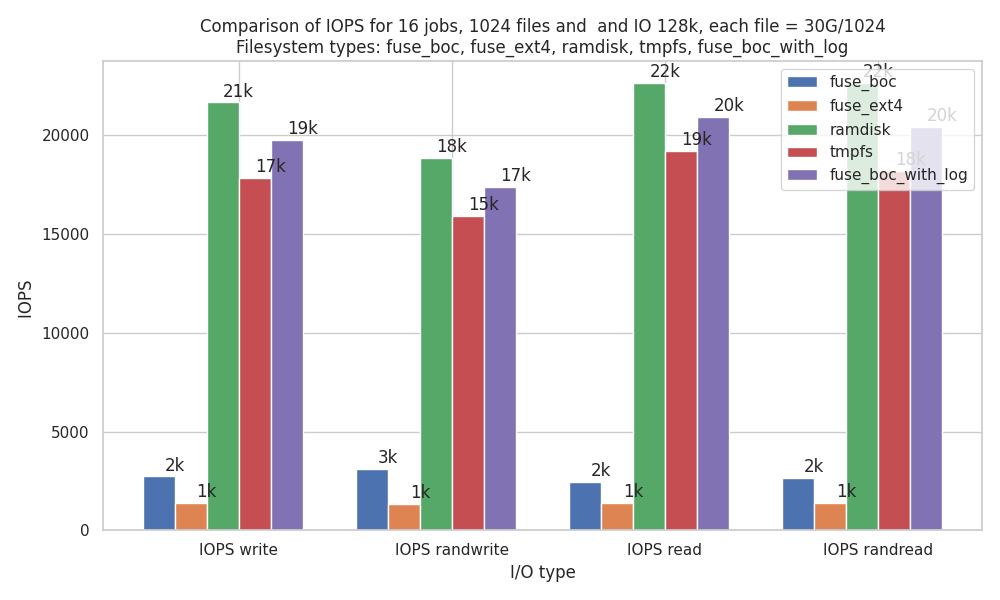 Comparison of IOPS for 16 jobs, 1024 files and  and IO 128k, each file = 30G/1024
Filesystem types: fuse_boc, fuse_ext4, ramdisk, tmpfs, fuse_boc_with_log
IOPS
20000
15000
10000
5000
0
2k
1k
21k
17k
19k
3k
1k
18k
15k
17k
2k
1k
22k
19k
20k
2k
1k
22k
18k
20k
fuse_boc
fuse_ext4
ramdisk
tmpfs
fuse_boc_with_log
IOPS write
IOPS randwrite
IOPS read
IOPS randread
I/O type